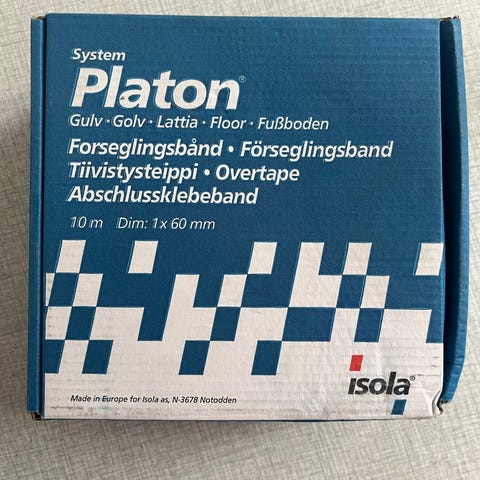 System
Platon®
Gulv · Golv · Lattia · Floor · Fußboden
Forseglingsbånd • Förseglingsband
Tiivistysteippi • Overtape
Abschlussklebeband
10 m Dim: 1 x 60 mm
isola®
Made in Europe for Isola as, N-3678 Notodden